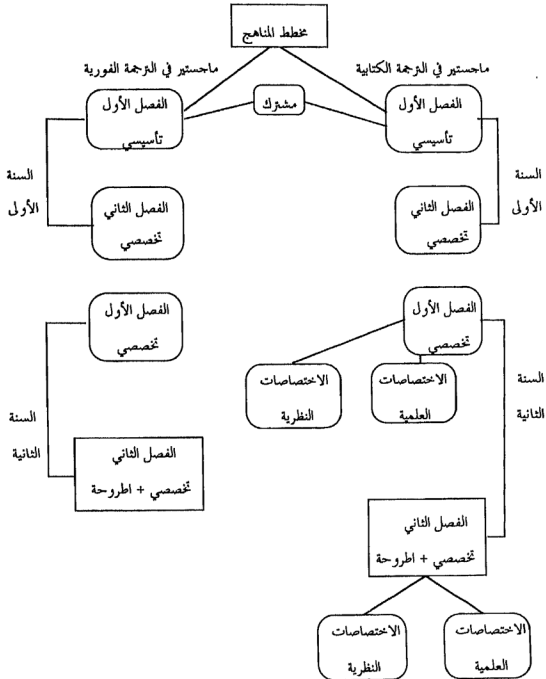 مخطط المناهج
ماجستير في الترجمة الكتابية
ماجستير في الترجمة الفورية
الفصل الأول
تأسيسي
مشترك
الفصل الأول
تأسيسي
السنة
الأولى
السنة
الأولى
الفصل الثاني
تخصصي
الفصل الثاني
تخصصي
الفصل الأول
تخصصي
الفصل الأول
تخصصي
الاختصاصات
العلمية
الاختصاصات
النظرية
السنة
الثانية
السنة
الثانية
الفصل الثاني
تخصصي + اطروحة
الفصل الثاني
تخصصي + اطروحة
الاختصاصات
العلمية
الاختصاصات
النظرية